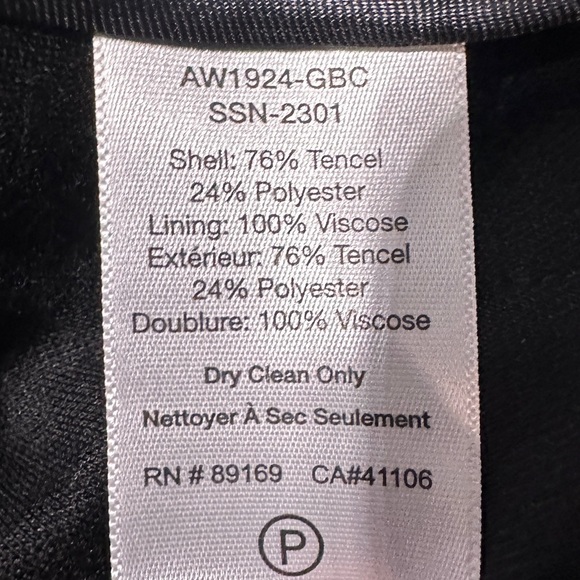 AW1924-GBC
SSN-2301
Shell: 76% Tencel
24% Polyester
Lining: 100% Viscose
Extérieur: 76% Tencel
24% Polyester
Doublure: 100% Viscose
Dry Clean Only
Nettoyer À Sec Seulement
RN # 89169 CA#41106
P